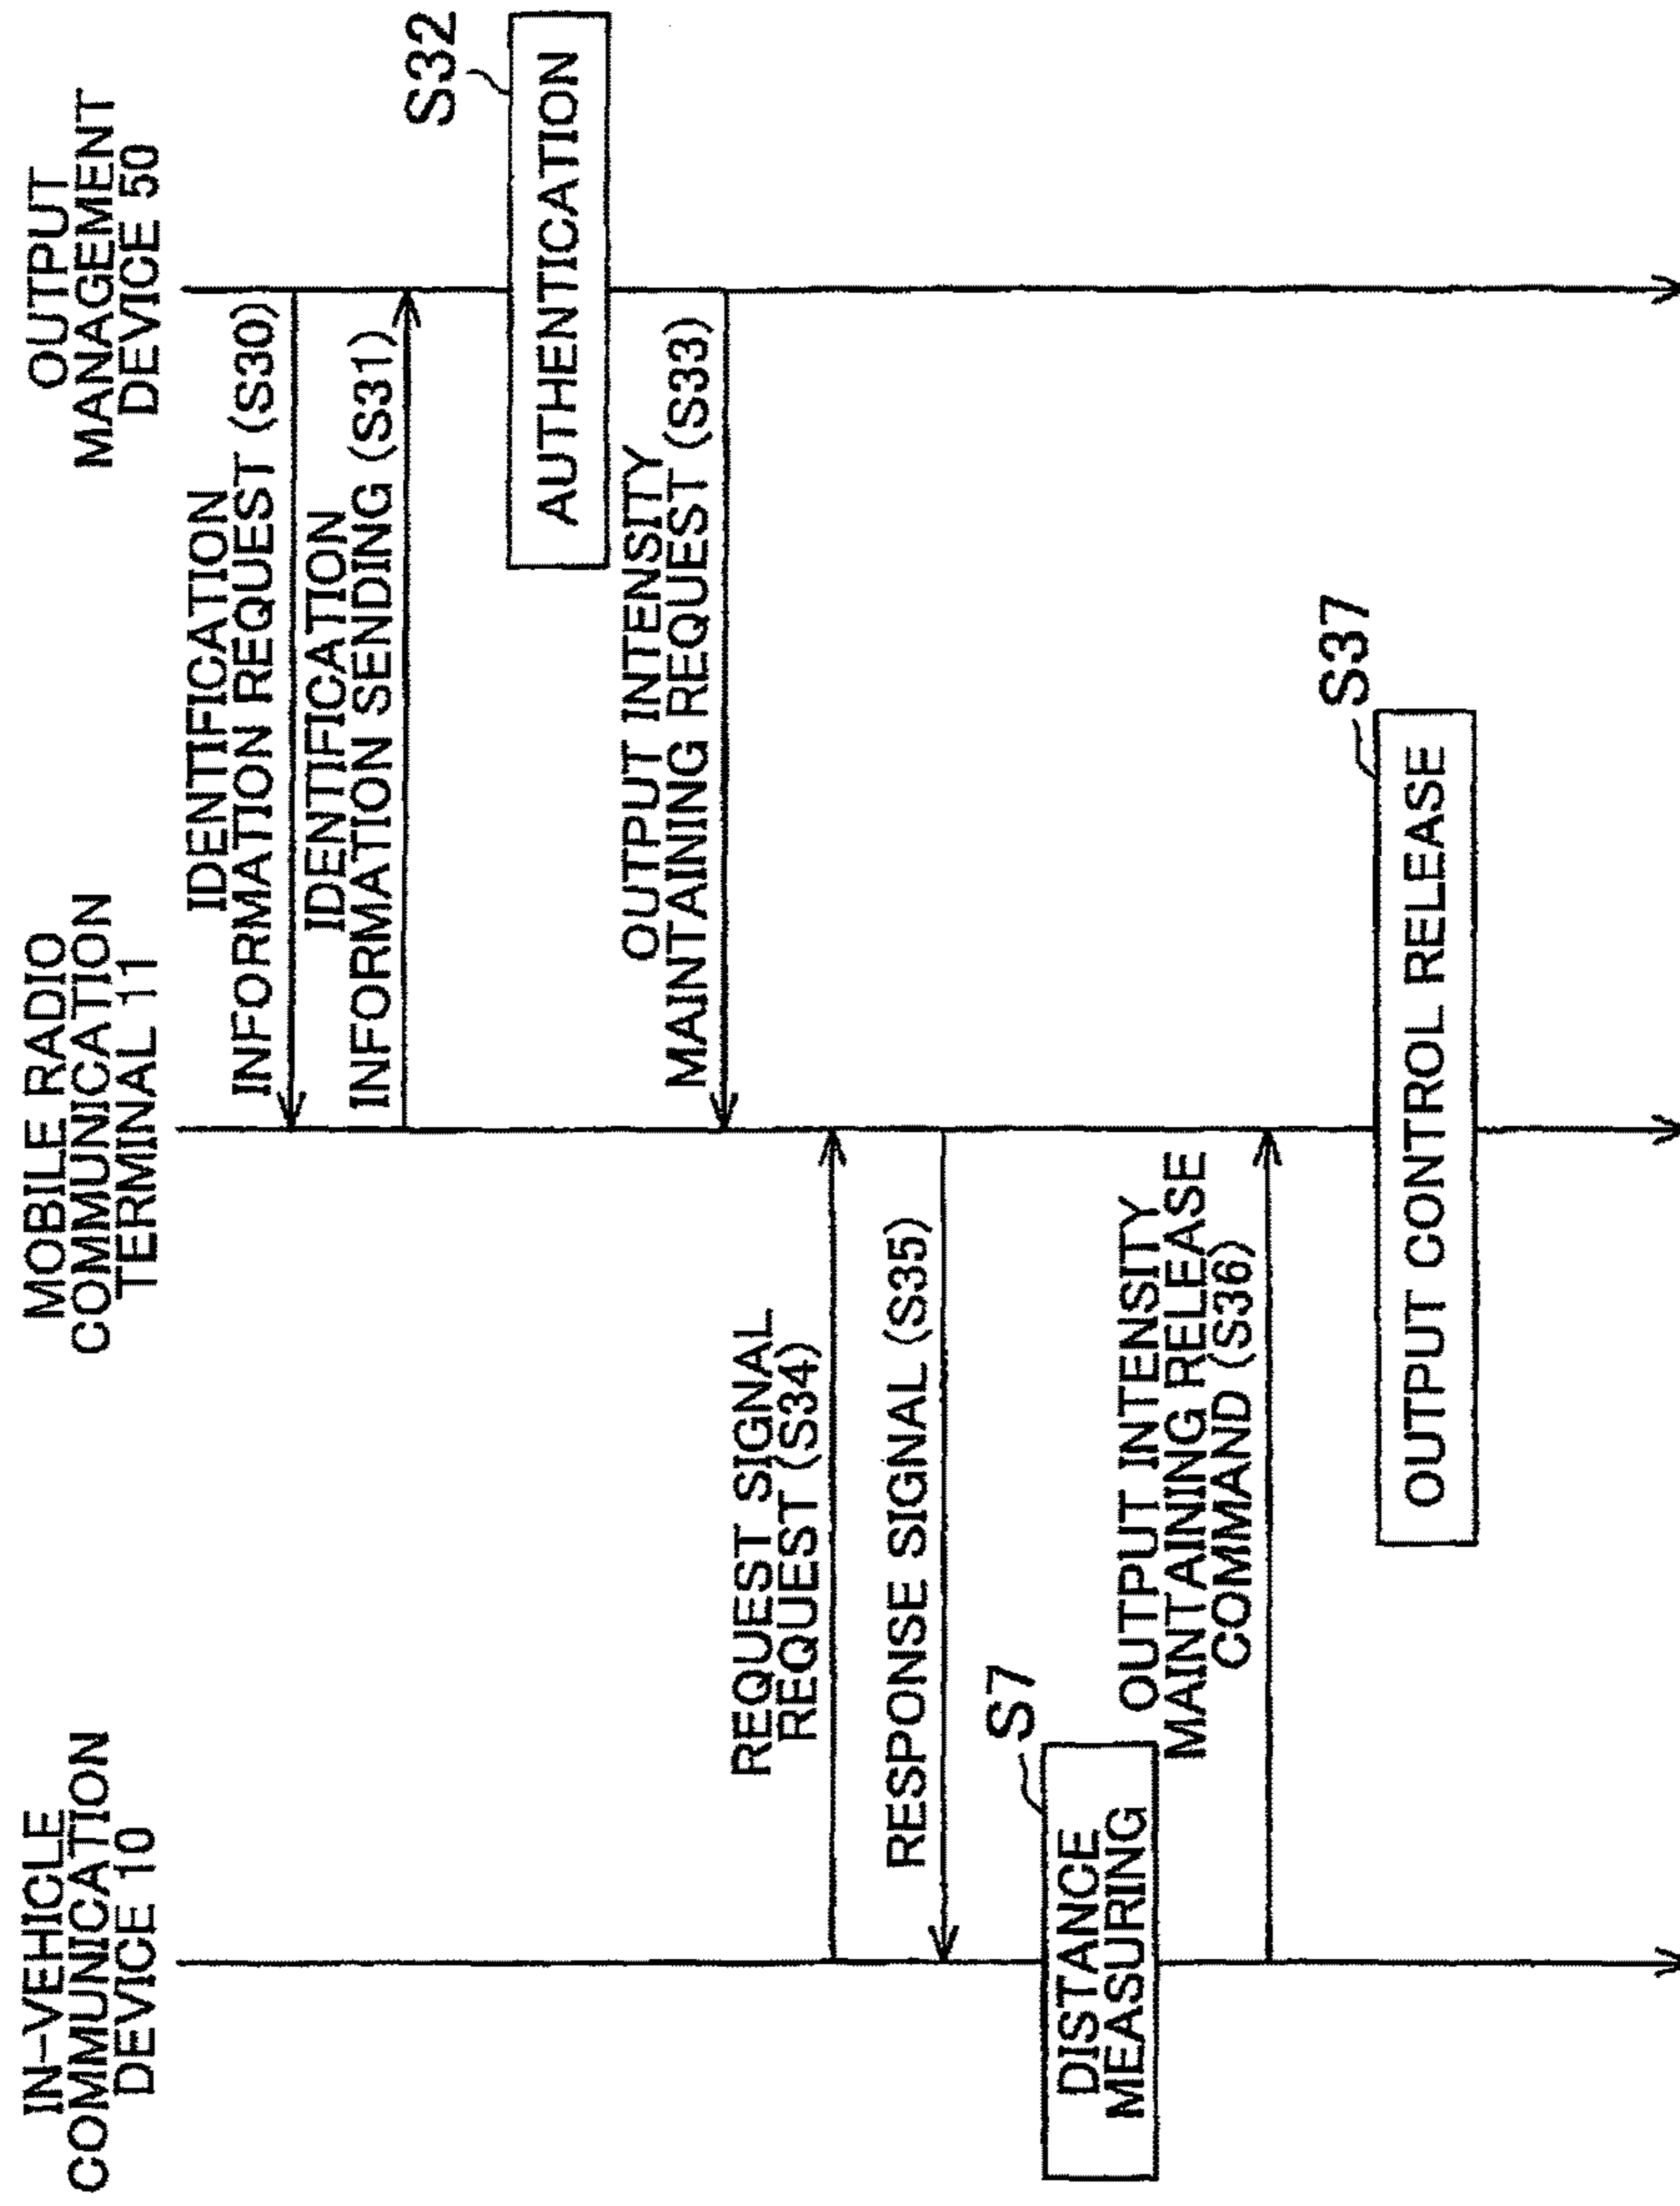 IN-VEHICLE
COMMUNICATION
DEVICE 10
MOBILE RADIO
COMMUNICATION
TERMINAL 11
OUTPUT
MANAGEMENT
DEVICE 50
IDENTIFICATION
INFORMATION REQUEST (S30)
IDENTIFICATION
INFORMATION SENDING (S31)
S32
AUTHENTICATION
OUTPUT INTENSITY
MAINTAINING REQUEST (S33)
REQUEST SIGNAL
REQUEST (S34)
RESPONSE SIGNAL (S35)
S7
DISTANCE
MEASURING
OUTPUT INTENSITY
MAINTAINING RELEASE
COMMAND (S36)
S37
OUTPUT CONTROL RELEASE